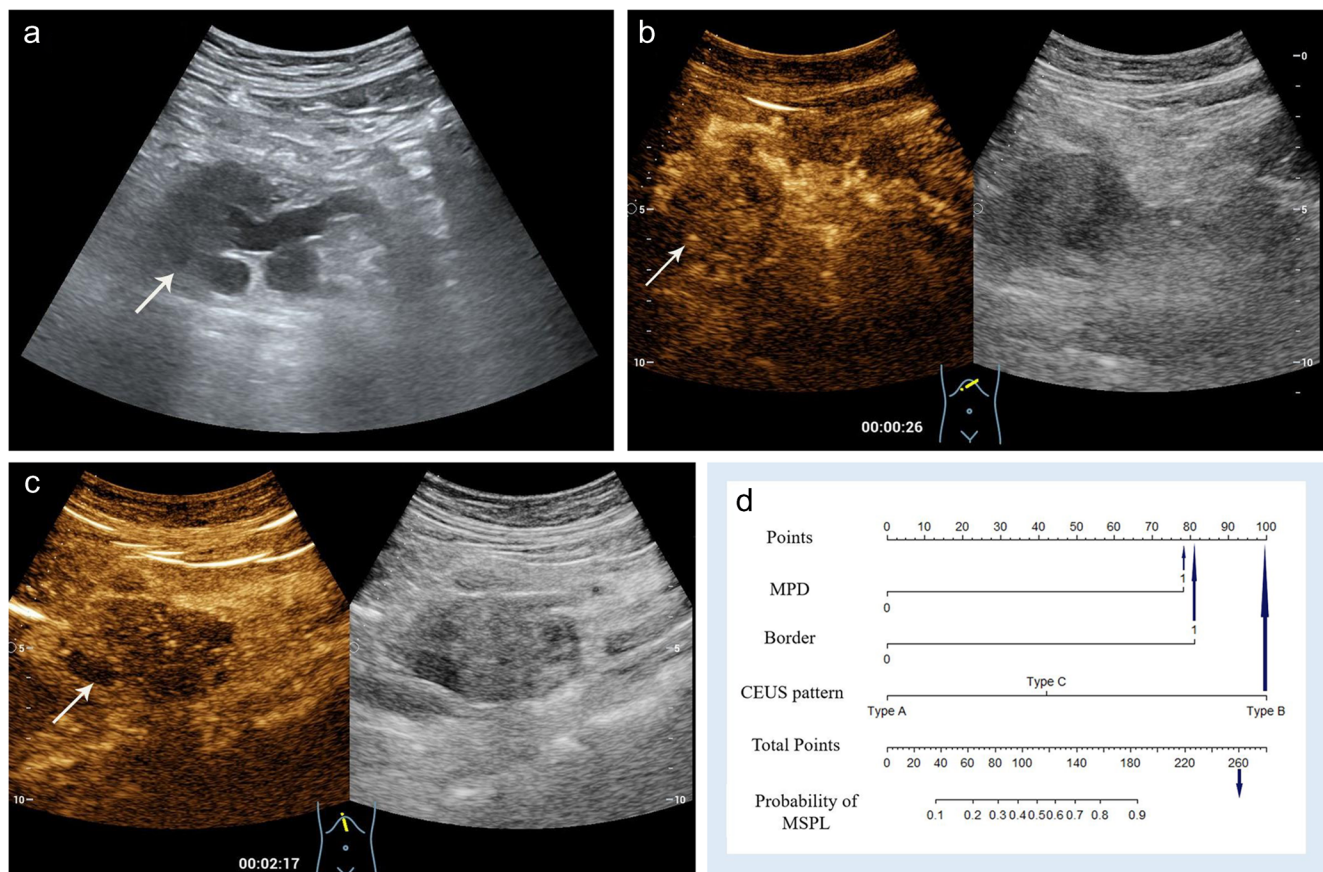 a
b
0
5
5
10
10
00:00:26
c
5
5
10
10
00:02:17
d
Points
0 10 20 30 40 50 60 70 80 90 100
MPD
0 1
Border
0 1
CEUS pattern
Type A Type C Type B
Total Points
0 20 40 60 80 100 140 180 220 260
Probability of
MSPL
0.1 0.2 0.3 0.4 0.50 0.6 0.7 0.8 0.9